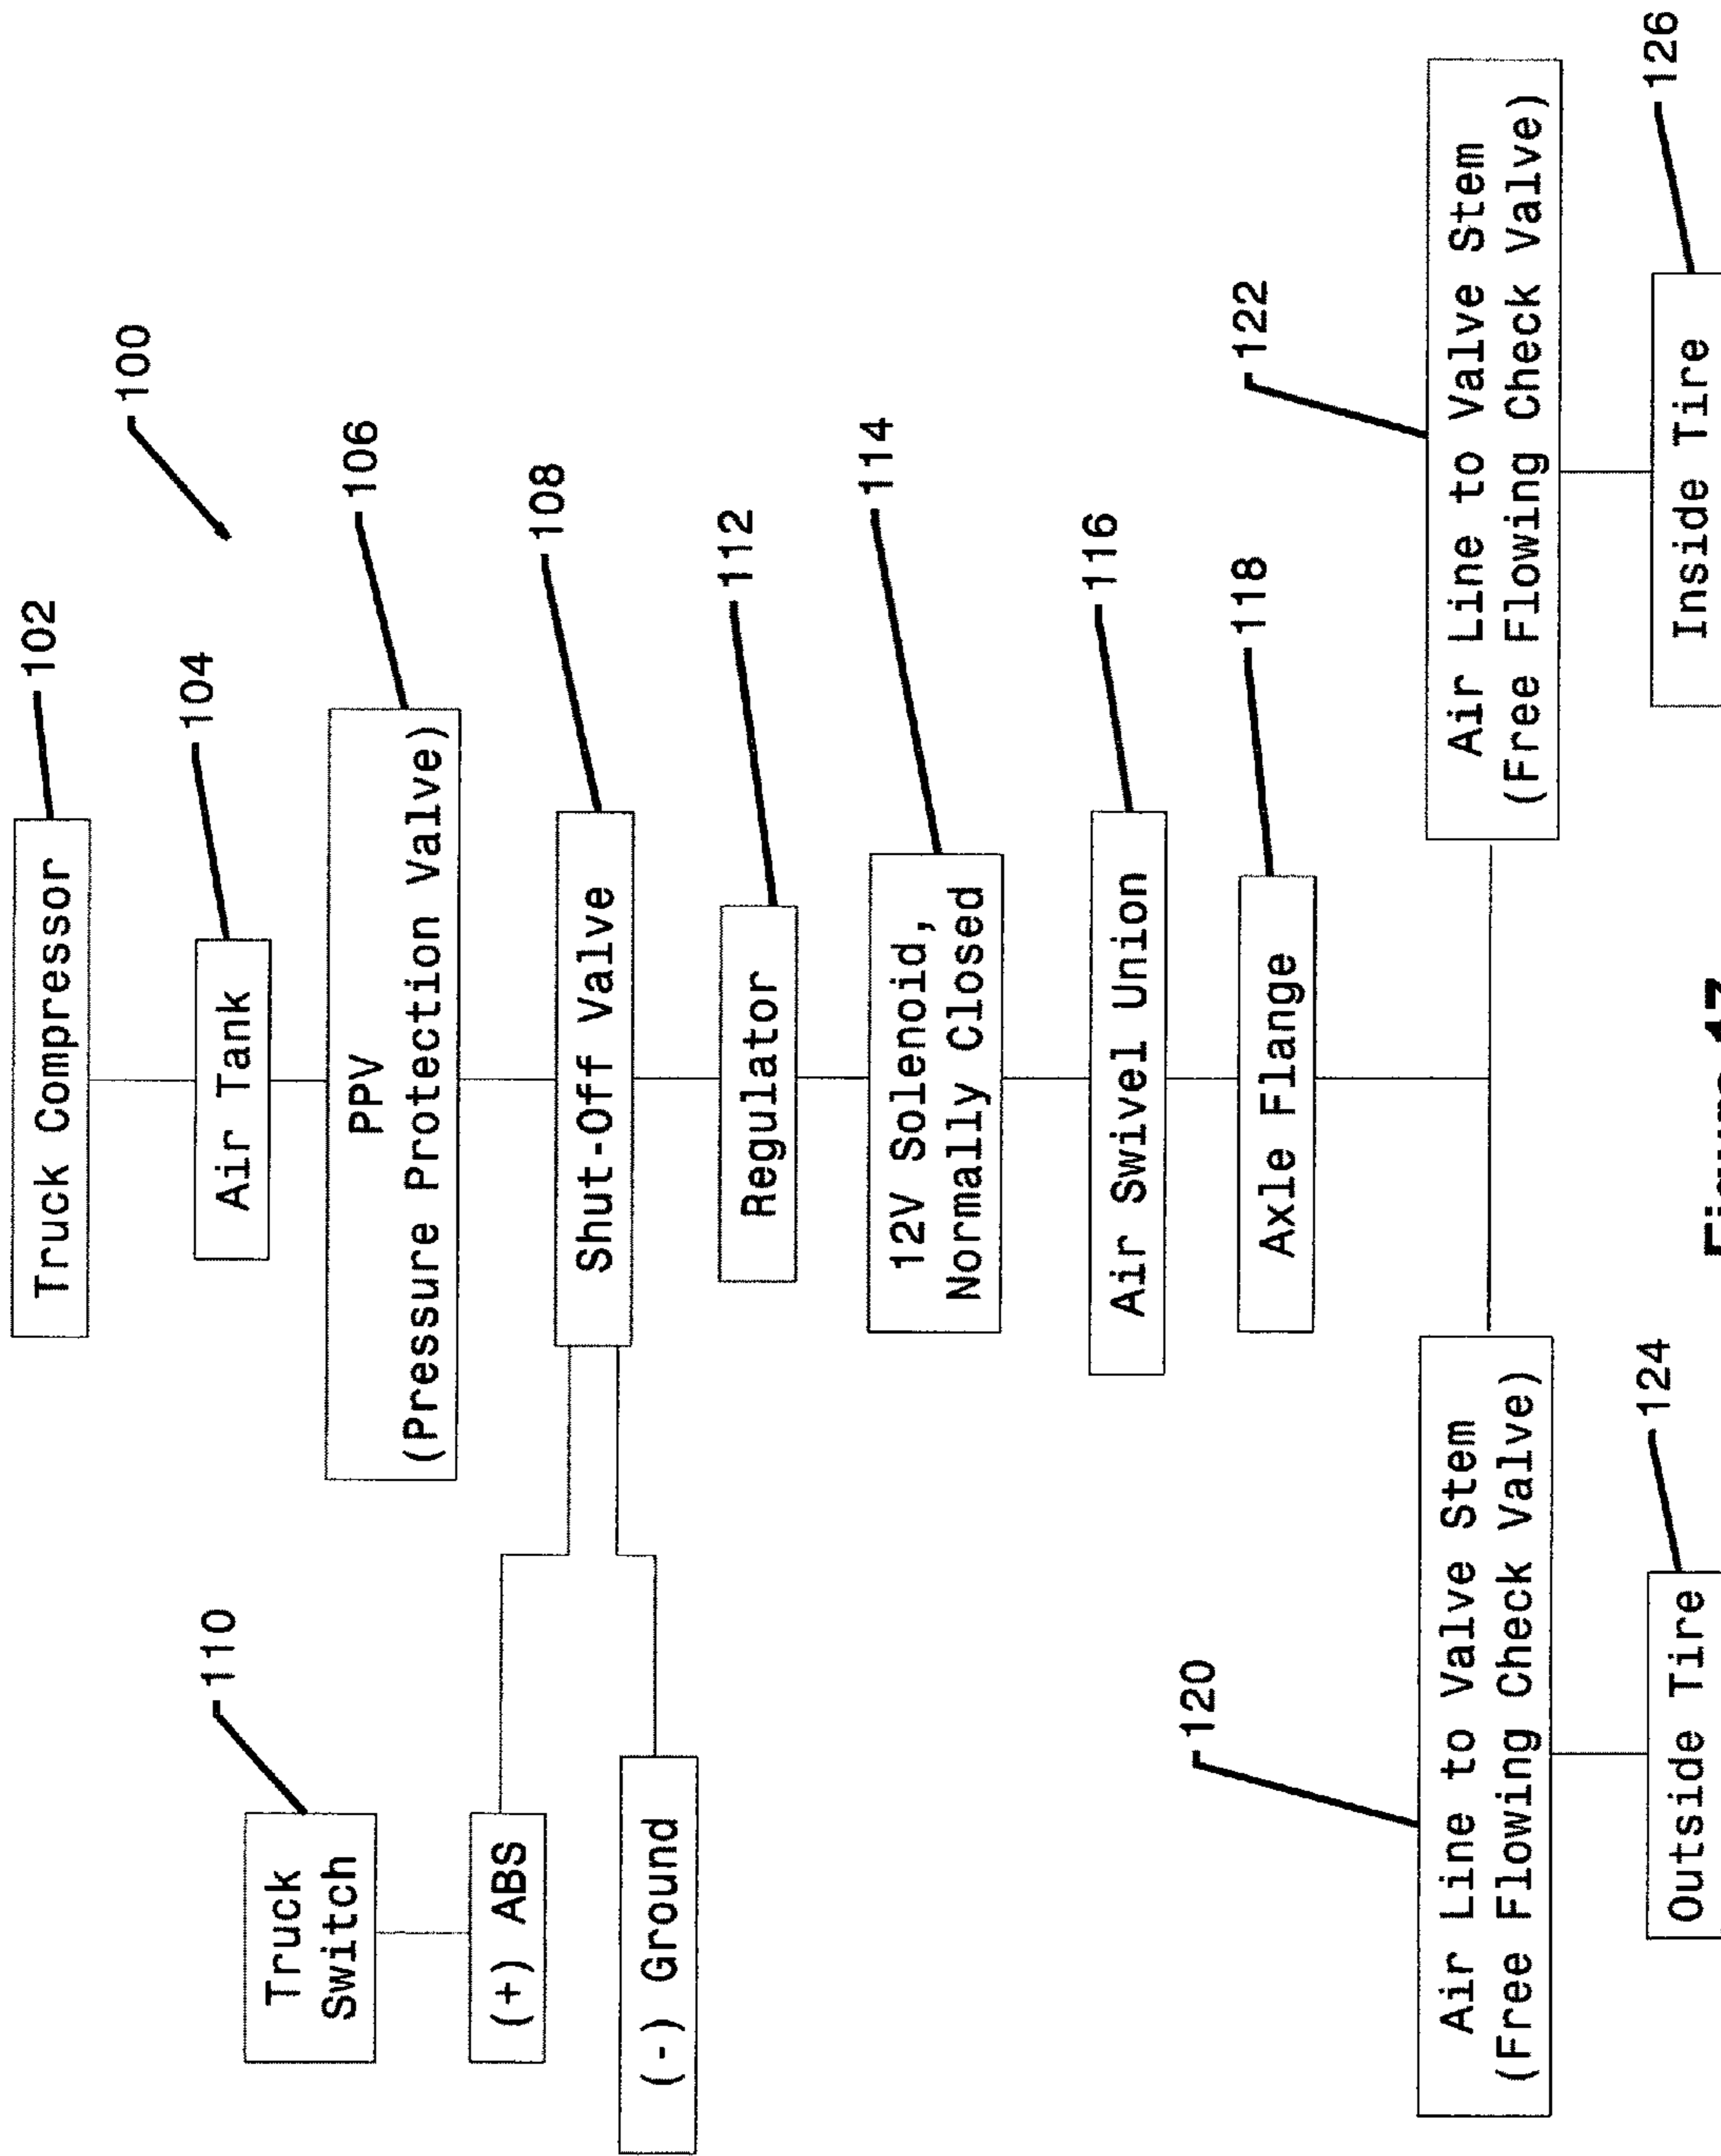 Truck Compressor
102
100
Air Tank
104
PPV
(Pressure Protection Valve)
106
Truck
Switch
110
Shut-Off Valve
108
(+) ABS
(-) Ground
Regulator
112
12V Solenoid,
Normally Closed
114
Air Swivel Union
116
Axle Flange
118
120
Air Line to Valve Stem
(Free Flowing Check Valve)
122
Air Line to Valve Stem
(Free Flowing Check Valve)
Outside Tire
124
Inside Tire
126
Figure 17